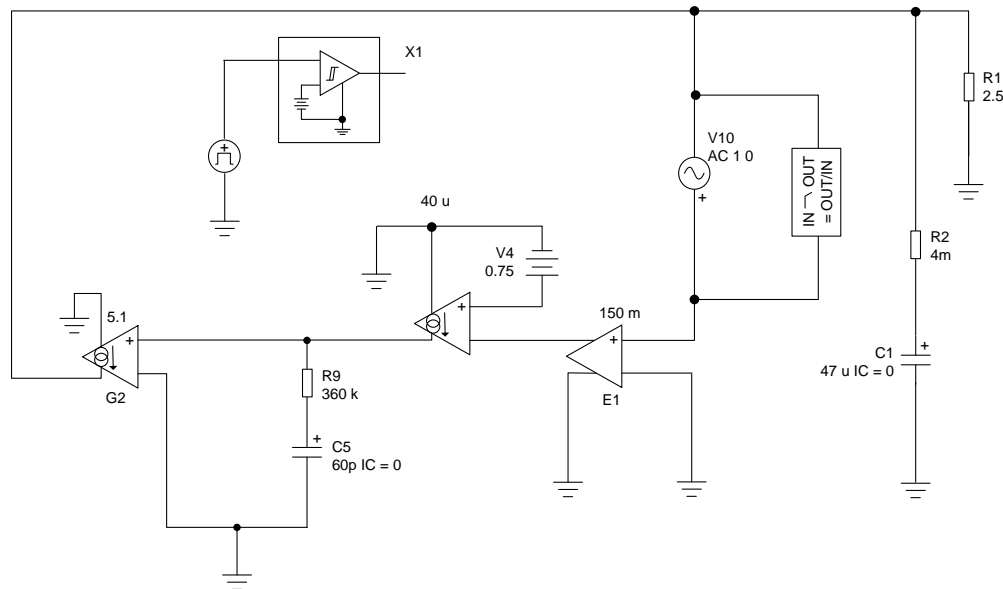 X1
R1
2.5
V10
AC 1 0
IN OUT
= OUT/IN
40 u
V4
0.75
R2
4m
5.1
150 m
C1
47 u IC = 0
R9
360 k
G2
E1
C5
60p IC = 0